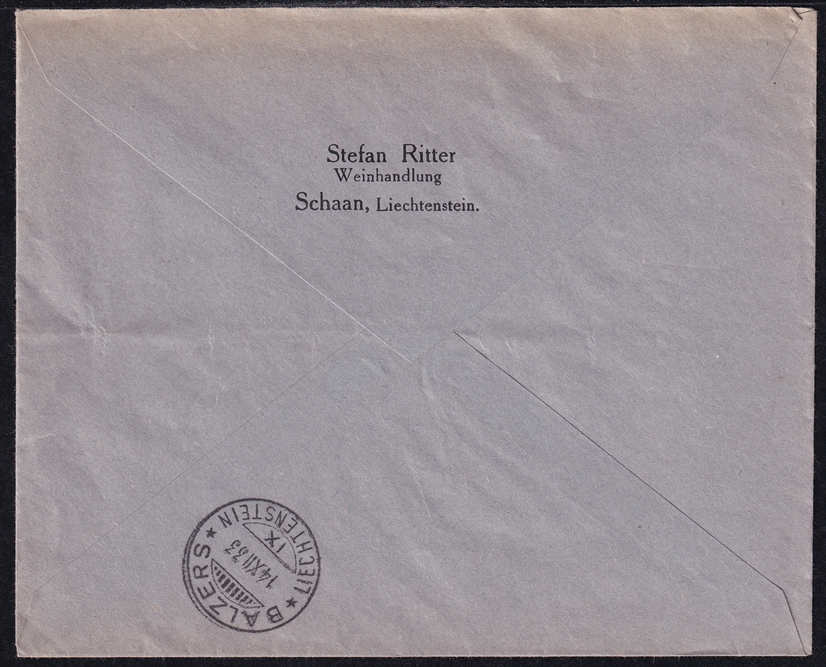 Stefan Ritter
Weinhandlung
Schaan, Liechtenstein.
BALZERS
14 XII 33
IX
LIECHTENSTEIN